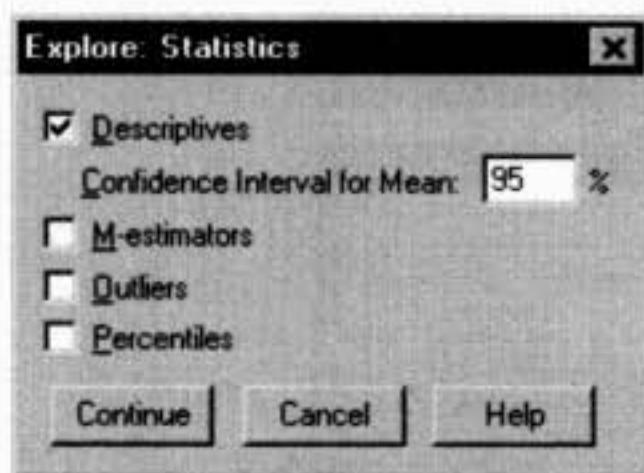 Explore: Statistics
Descriptives
Confidence Interval for Mean: 95 %
M-estimators
Outliers
Percentiles
Continue Cancel Help